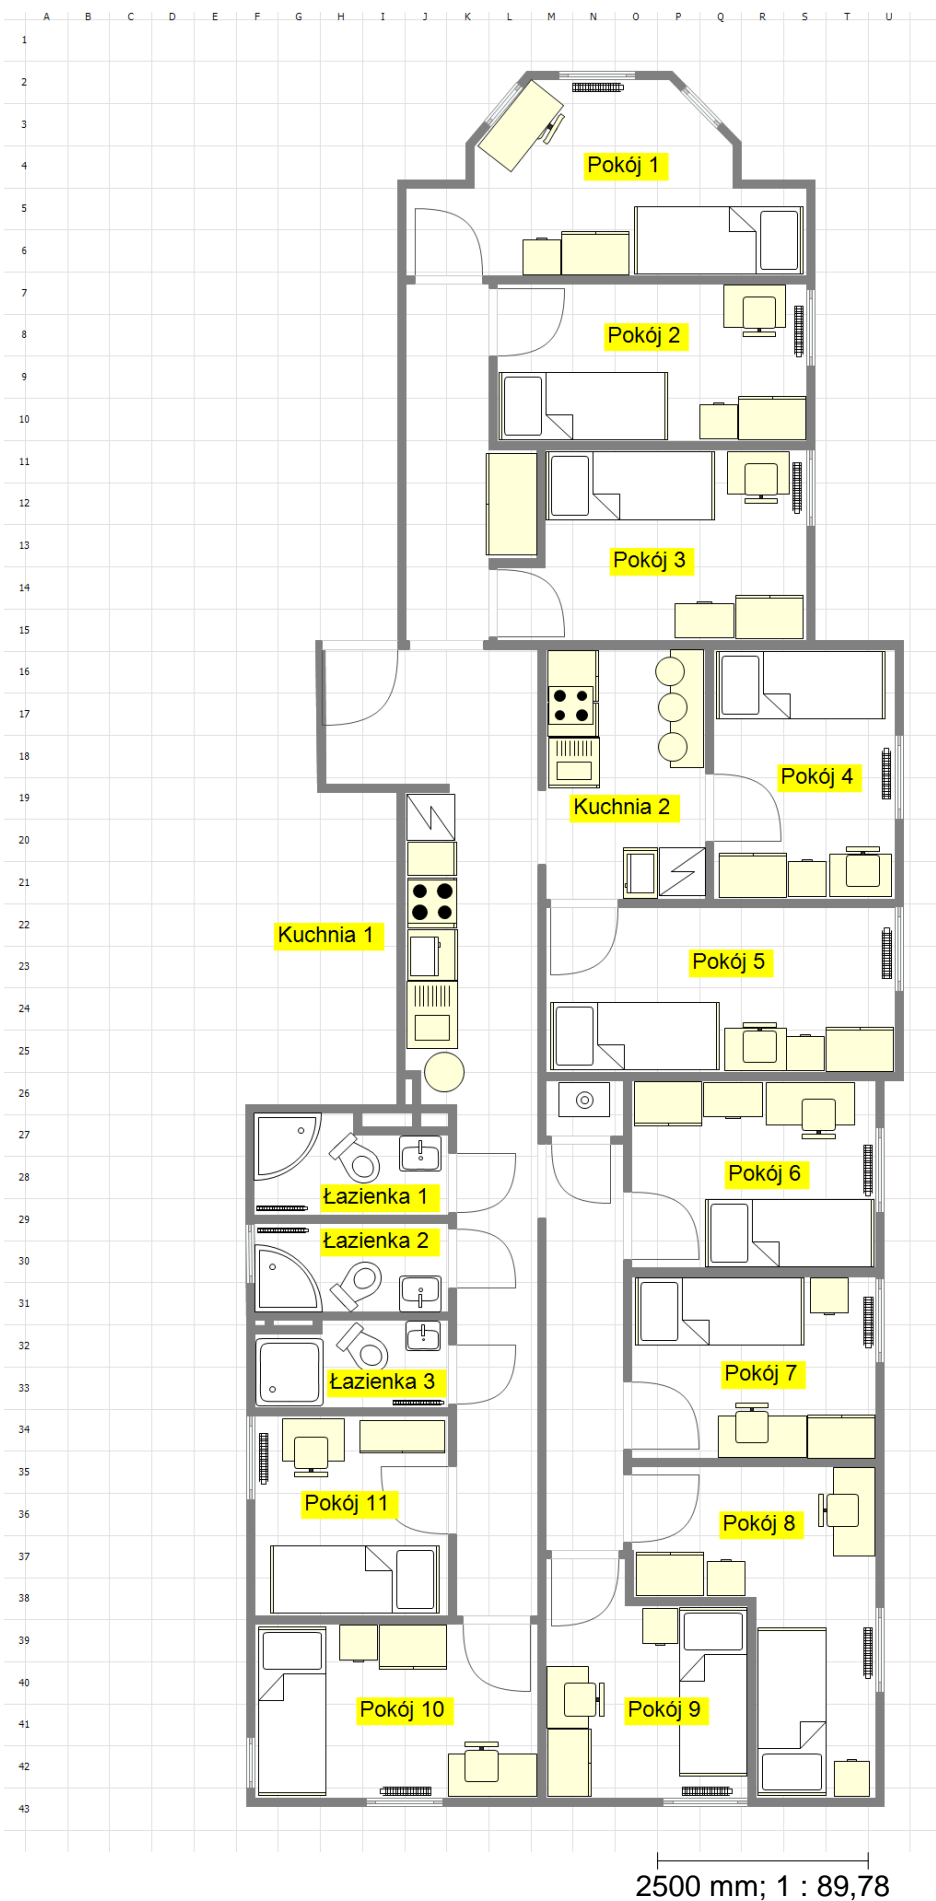 A B C D E F G H I J K L M N O P Q R S T U
1
2
3
4
Pokój 1
5
6
7
8
Pokój 2
9
10
11
12
13
Pokój 3
14
15
16
17
18
Pokój 4
19
Kuchnia 2
20
21
22
Kuchnia 1
23
Pokój 5
24
25
26
27
28
Pokój 6
Łazienka 1
29
Łazienka 2
30
31
32
33
Pokój 7
Łazienka 3
34
35
36
Pokój 11
Pokój 8
37
38
39
40
41
Pokój 10
Pokój 9
42
43
2500 mm; 1 : 89,78